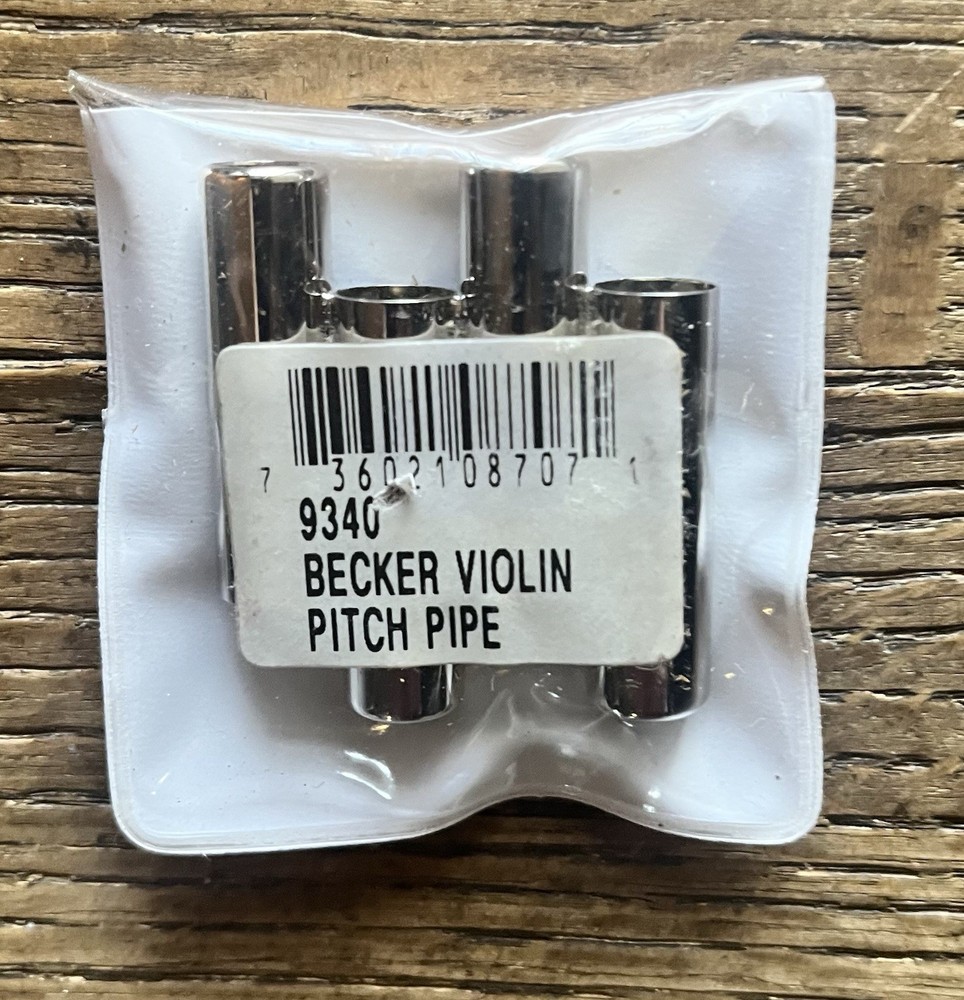 7 36021 08707 1
9340
BECKER VIOLIN
PITCH PIPE